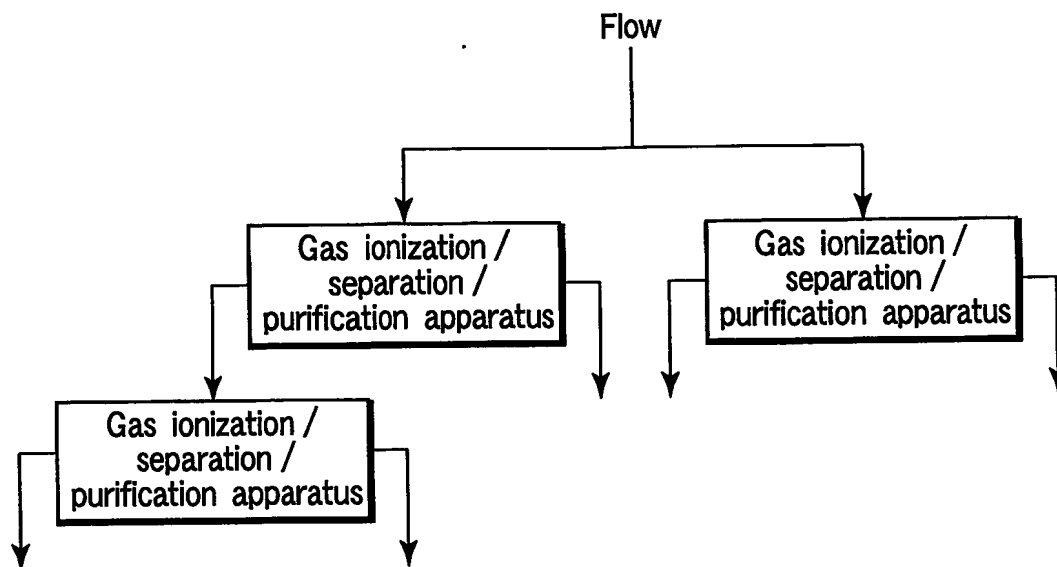 Flow
Gas ionization /
separation /
purification apparatus
Gas ionization /
separation /
purification apparatus
Gas ionization /
separation /
purification apparatus